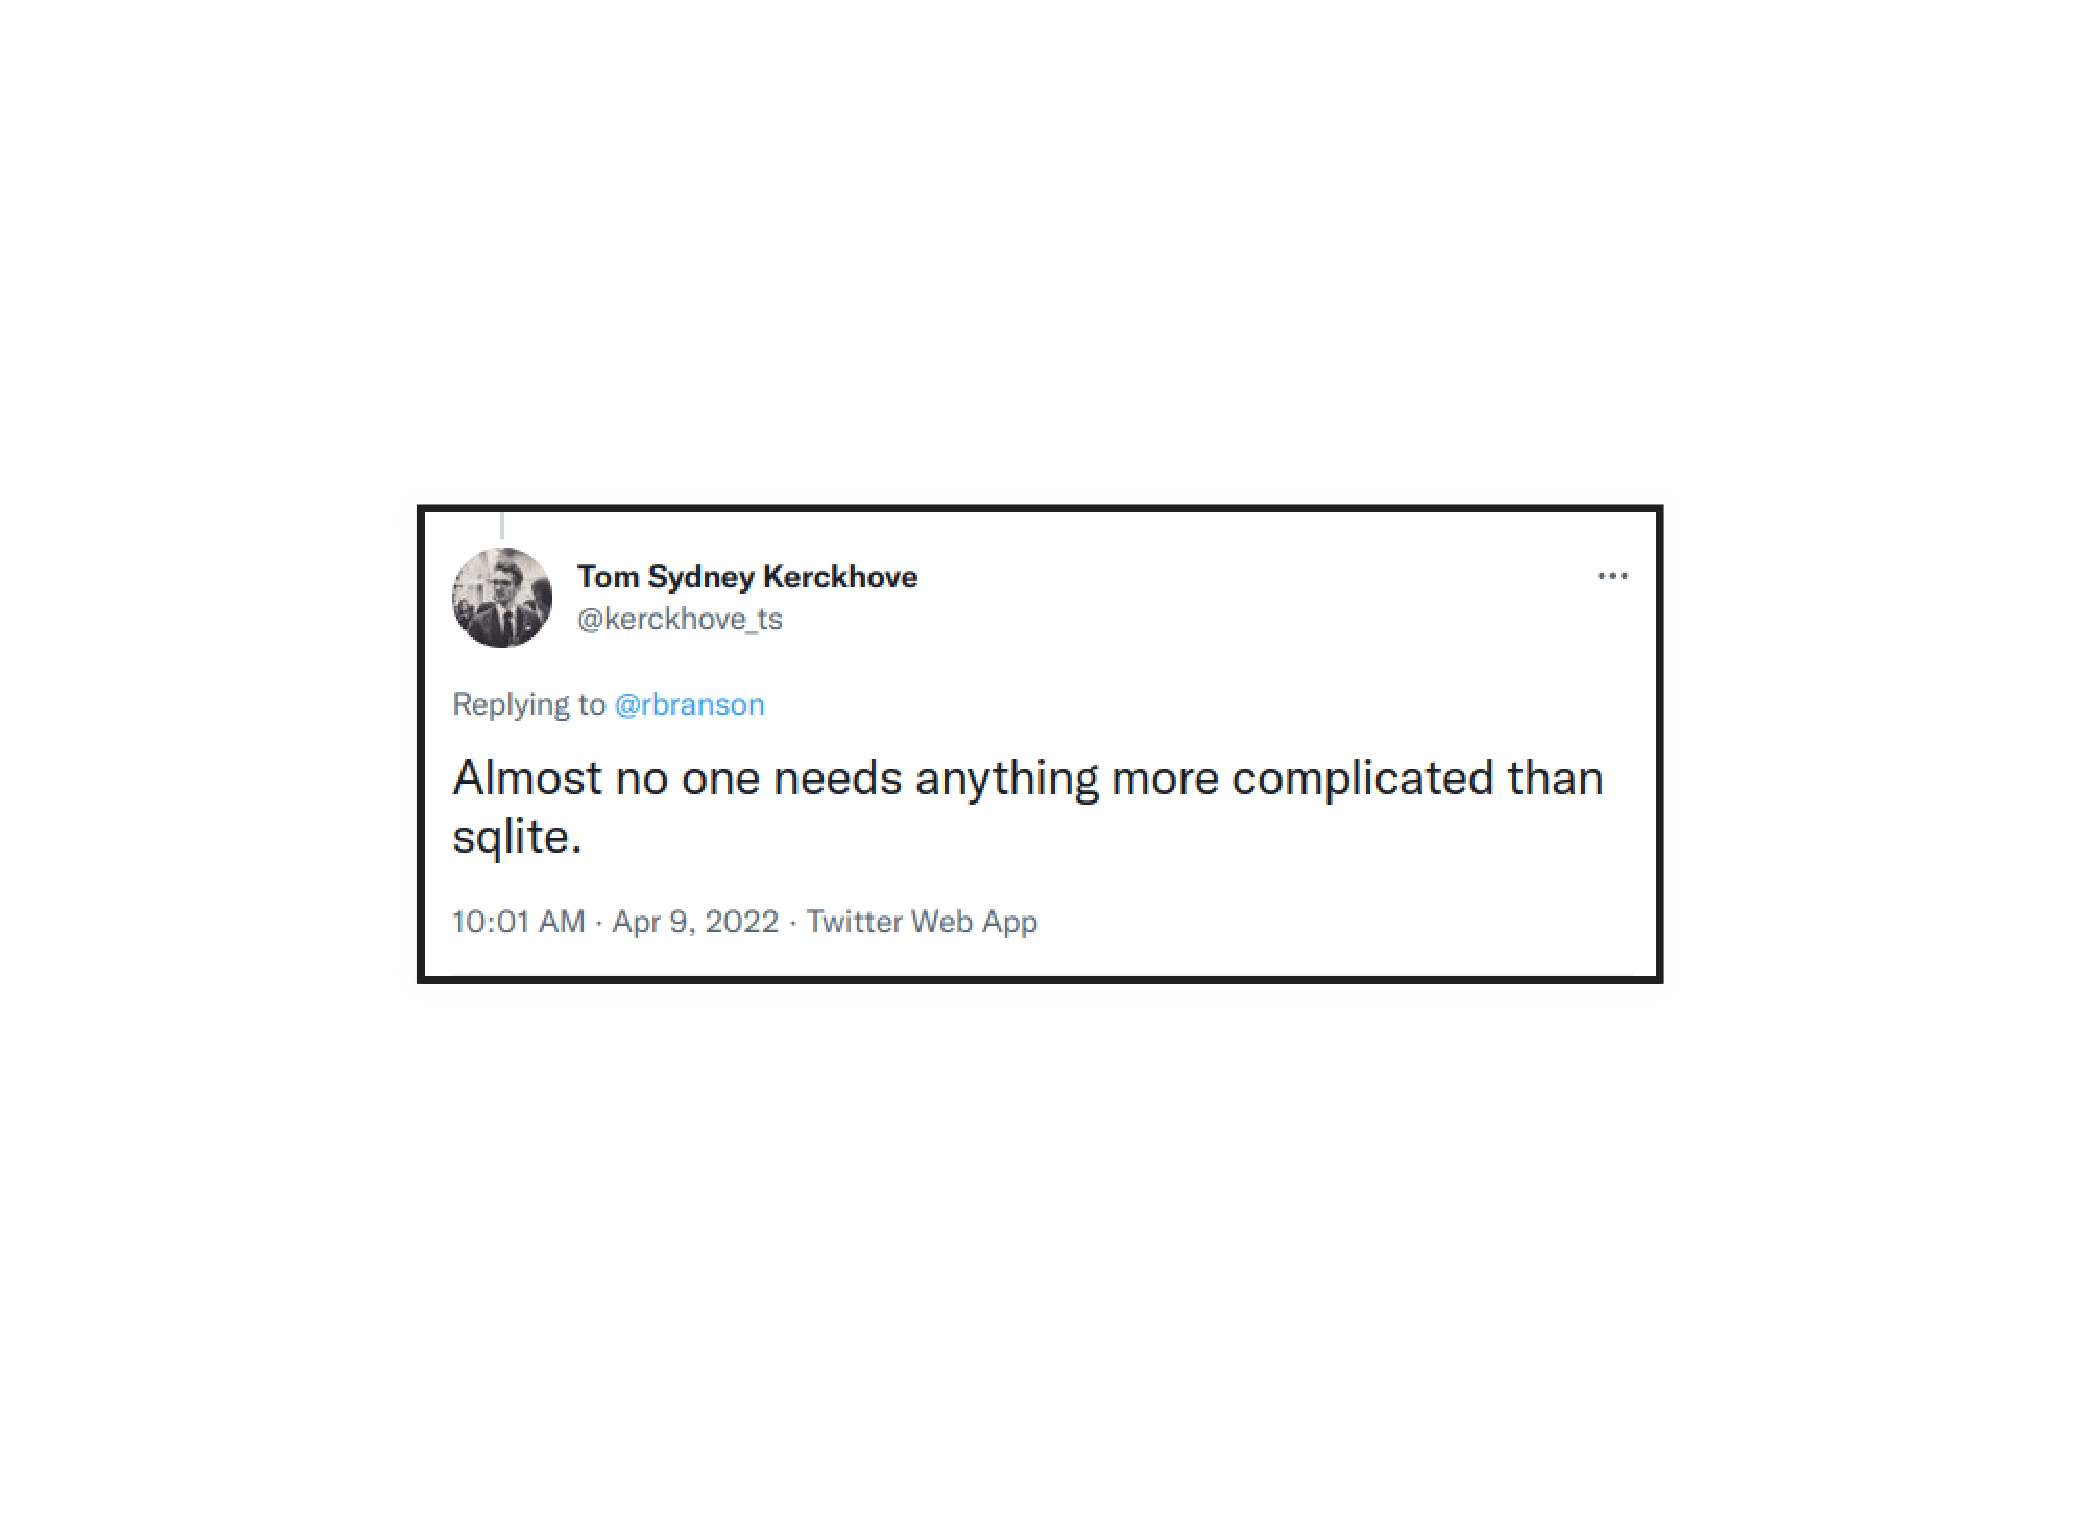 Tom Sydney Kerckhove
@kerckhove_ts
Replying to @rbranson
Almost no one needs anything more complicated than
sqlite.
10:01 AM · Apr 9, 2022 · Twitter Web App